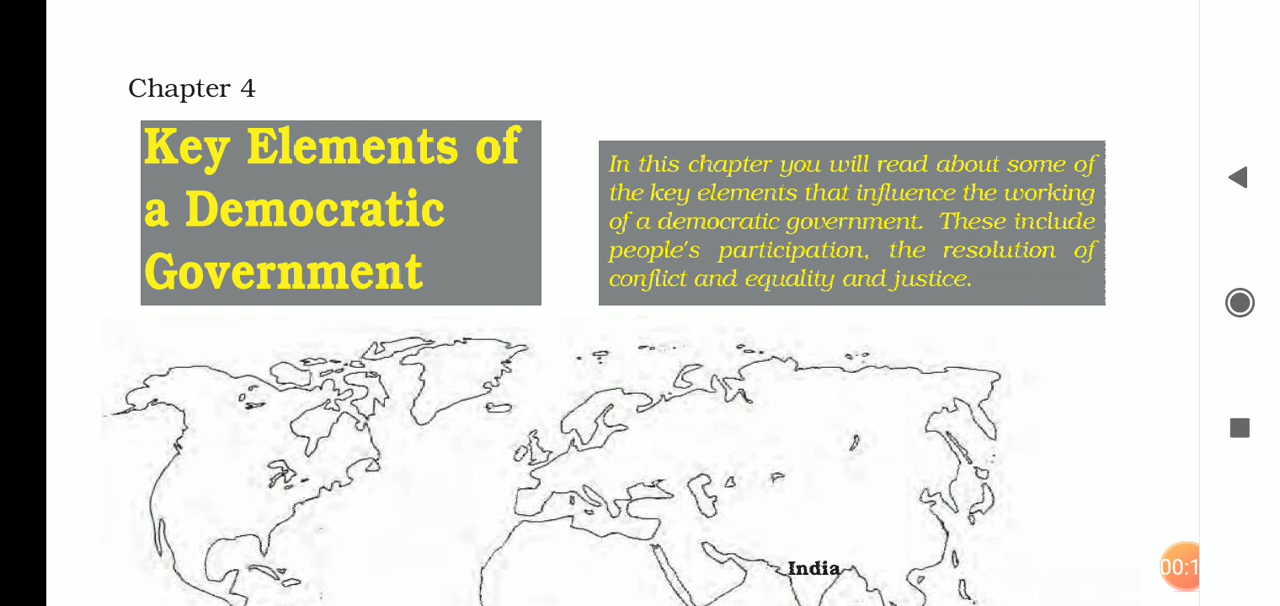 Chapter 4
Key Elements of
a Democratic
Government
In this chapter you will read about some of
the key elements that influence the working
of a democratic government. These include
people's participation, the resolution of
conflict and equality and justice.
India
00:1